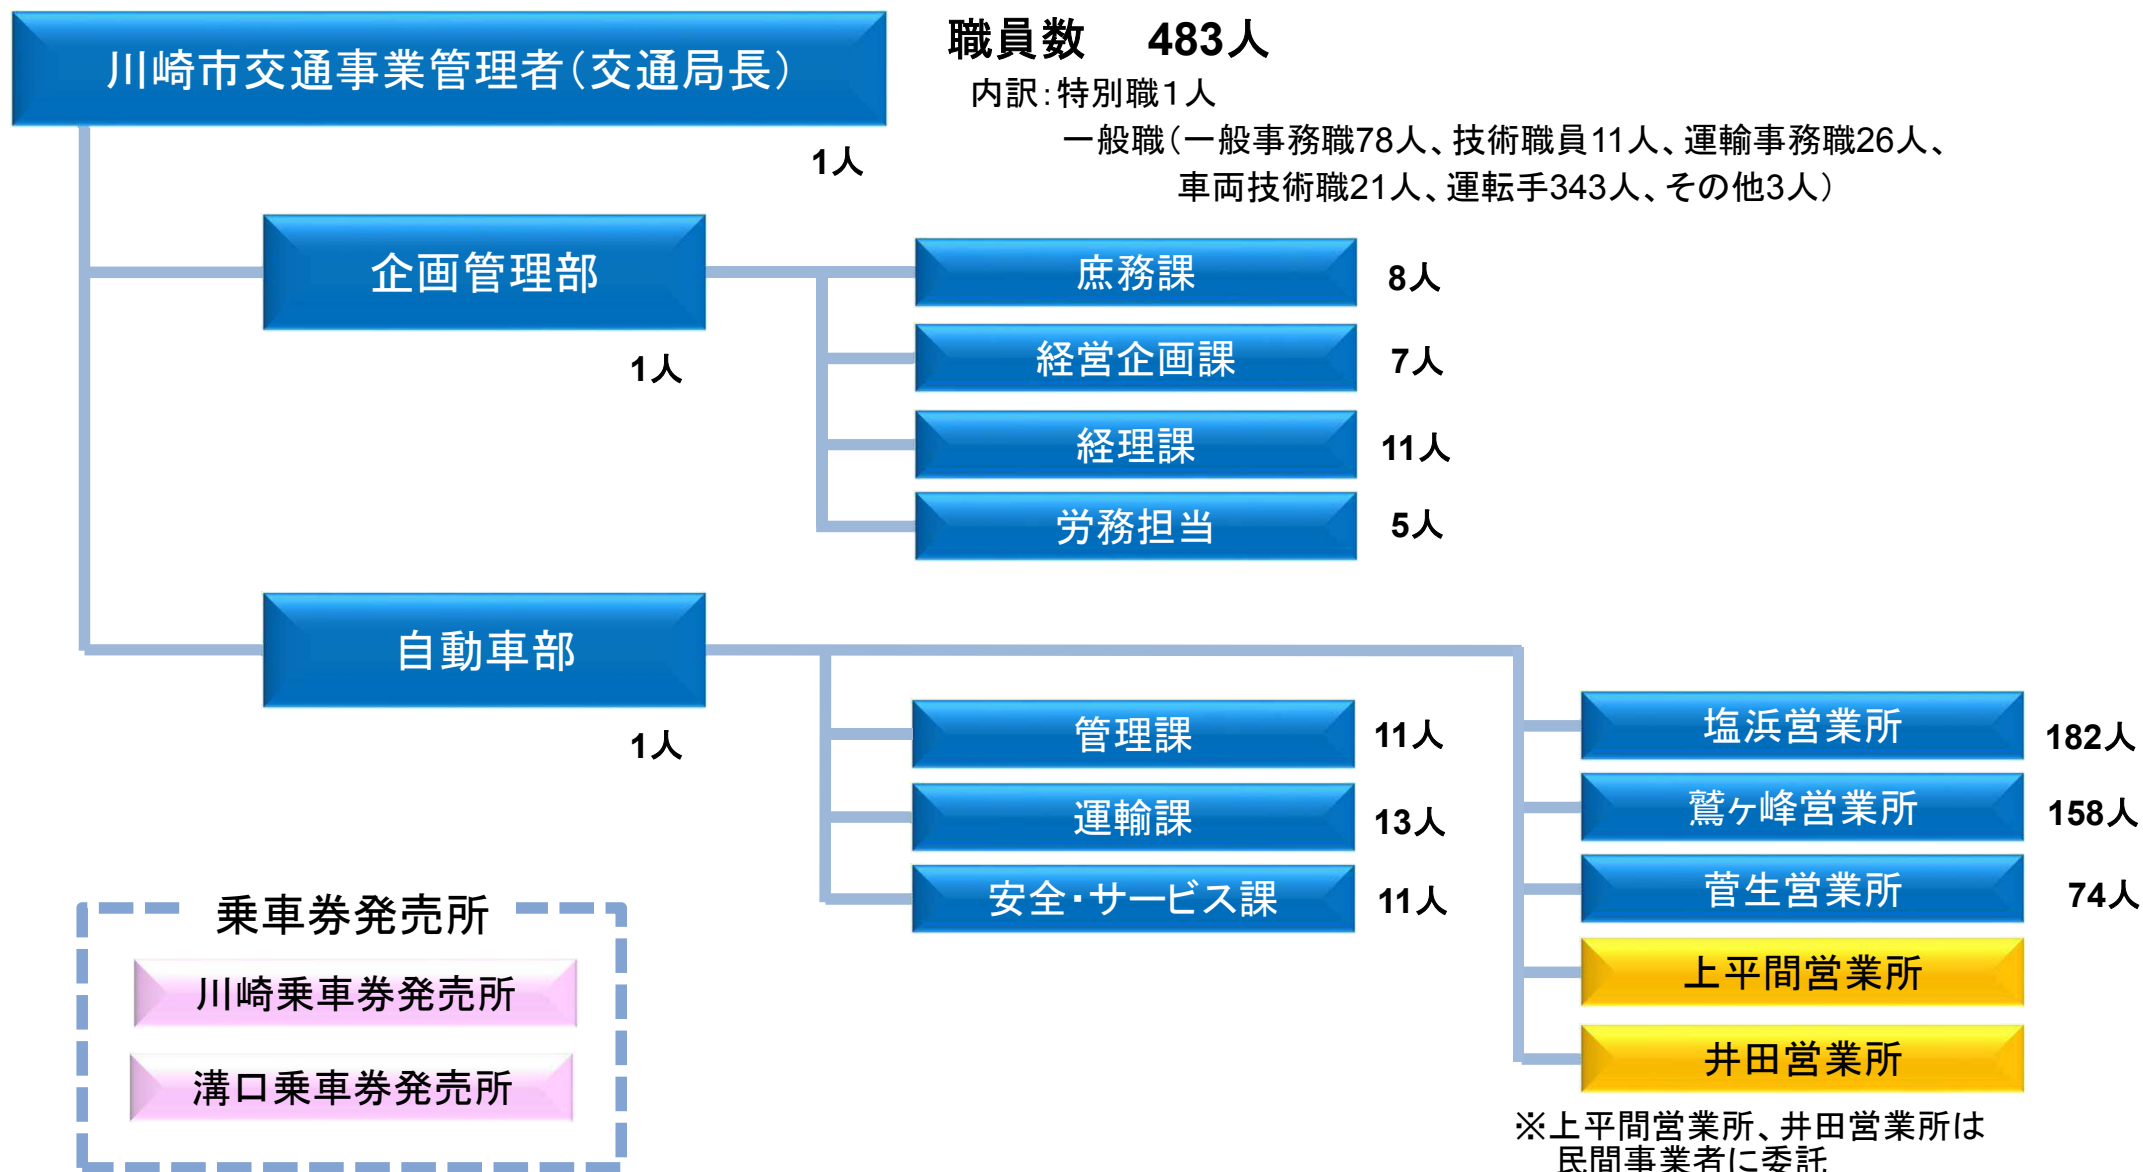 川崎市交通事業管理者（交通局長）
1人
職員数　483人
内訳：特別職1人
一般職（一般事務職78人、技術職員11人、運輸事務職26人、
車両技術職21人、運転手343人、その他3人）
企画管理部
1人
庶務課 8人
経営企画課 7人
経理課 11人
労務担当 5人
自動車部
1人
管理課 11人
運輸課 13人
安全・サービス課 11人
塩浜営業所 182人
鷲ヶ峰営業所 158人
菅生営業所 74人
上平間営業所
井田営業所
※上平間営業所、井田営業所は
民間事業者に委託
乗車券発売所
川崎乗車券発売所
溝口乗車券発売所